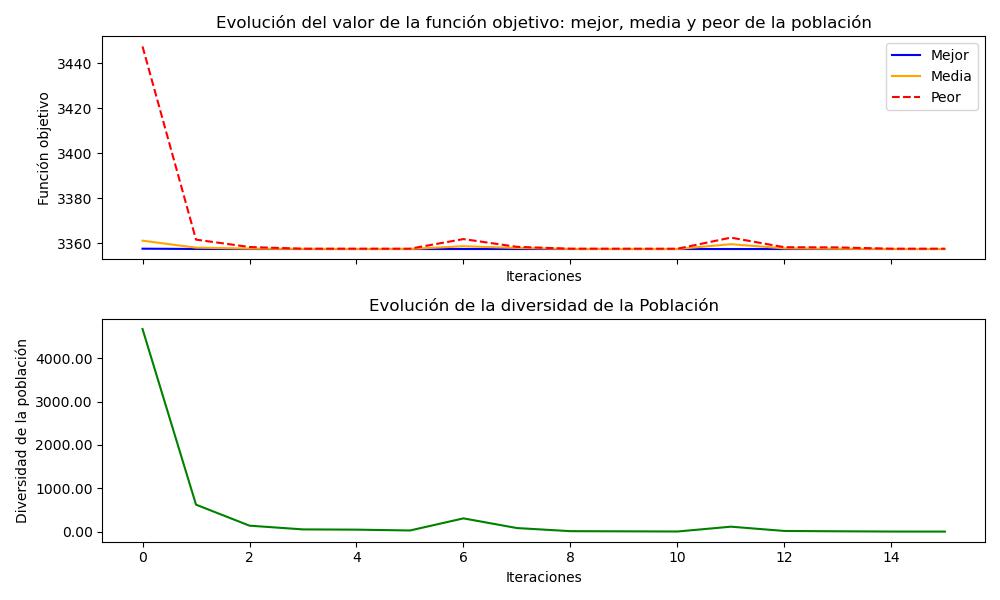 Evolución del valor de la función objetivo: mejor, media y peor de la población
Función objetivo
3440
3420
3400
3380
3360
Mejor
Media
Peor
Iteraciones
Evolución de la diversidad de la Población
Diversidad de la población
4000.00
3000.00
2000.00
1000.00
0.00
0 2 4 6 8 10 12 14
Iteraciones